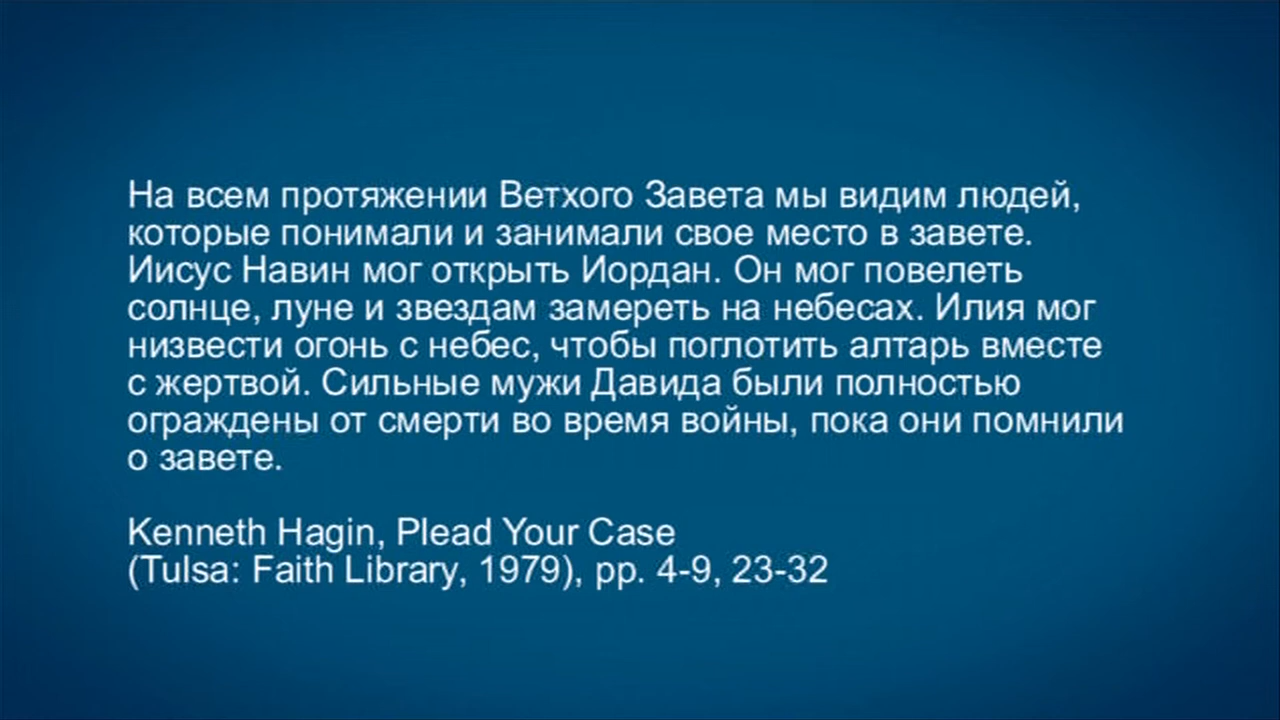 На всем протяжении Ветхого Завета мы видим людей,
которые понимали и занимали свое место в завете.
Иисус Навин мог открыть Иордан. Он мог повелеть
солнце, луне и звездам замереть на небесах. Илия мог
низвести огонь с небес, чтобы поглотить алтарь вместе
с жертвой. Сильные мужи Давида были полностью
ограждены от смерти во время войны, пока они помнили
о завете.
Kenneth Hagin, Plead Your Case
(Tulsa: Faith Library, 1979), pp. 4-9, 23-32